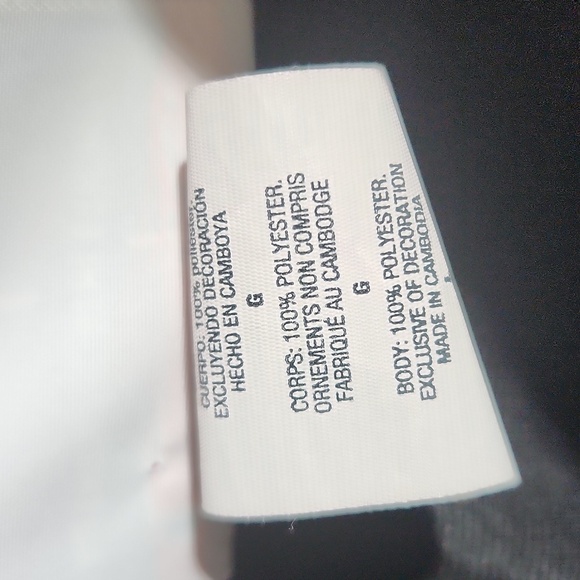 CUERPO: 100% POLIÉSTER.
EXCLUYENDO DECORACIÓN
HECHO EN CAMBOYA
G
CORPS: 100% POLYESTER.
ORNEMENTS NON COMPRIS
FABRIQUÉ AU CAMBODGE
G
BODY: 100% POLYESTER.
EXCLUSIVE OF DECORATION
MADE IN CAMBODIA